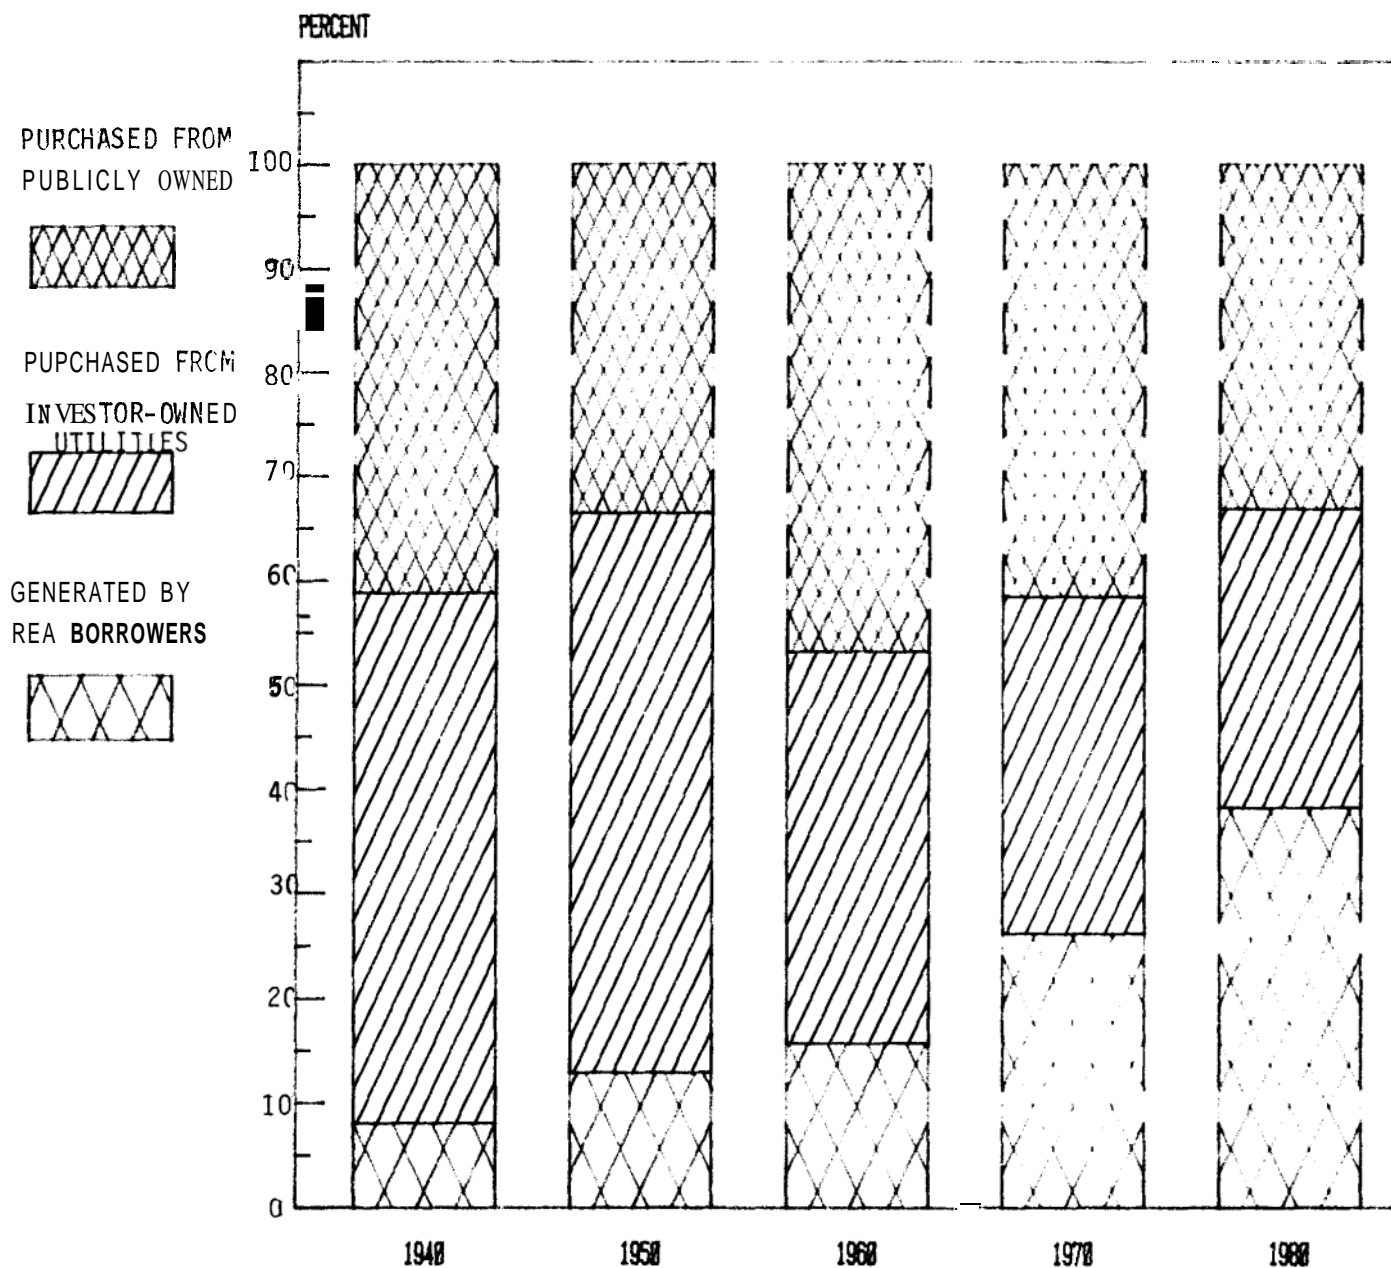 PERCENT
PURCHASED FROM
PUBLICLY OWNED
PUPCHASED FROM
INVESTOR-OWNED
UTILITIES
GENERATED BY
REA BORROWERS
100
90
80
70
60
50
40
30
20
10
0
1940 1950 1960 1970 1980